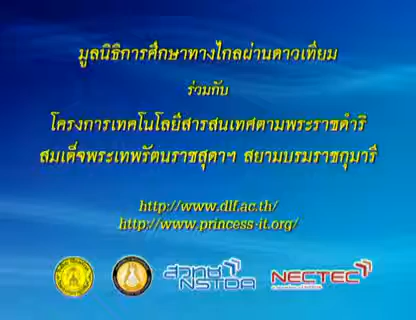 มูลนิธิการศึกษาทางไกลผ่านดาวเทียม
ร่วมกับ
โครงการเทคโนโลยีสารสนเทศตามพระราชดำริ
สมเด็จพระเทพรัตนราชสุดาฯ สยามบรมราชกุมารี
http://www.dlf.ac.th/
http://www.princess-it.org/
สวทช
NSTDA
NECTEC